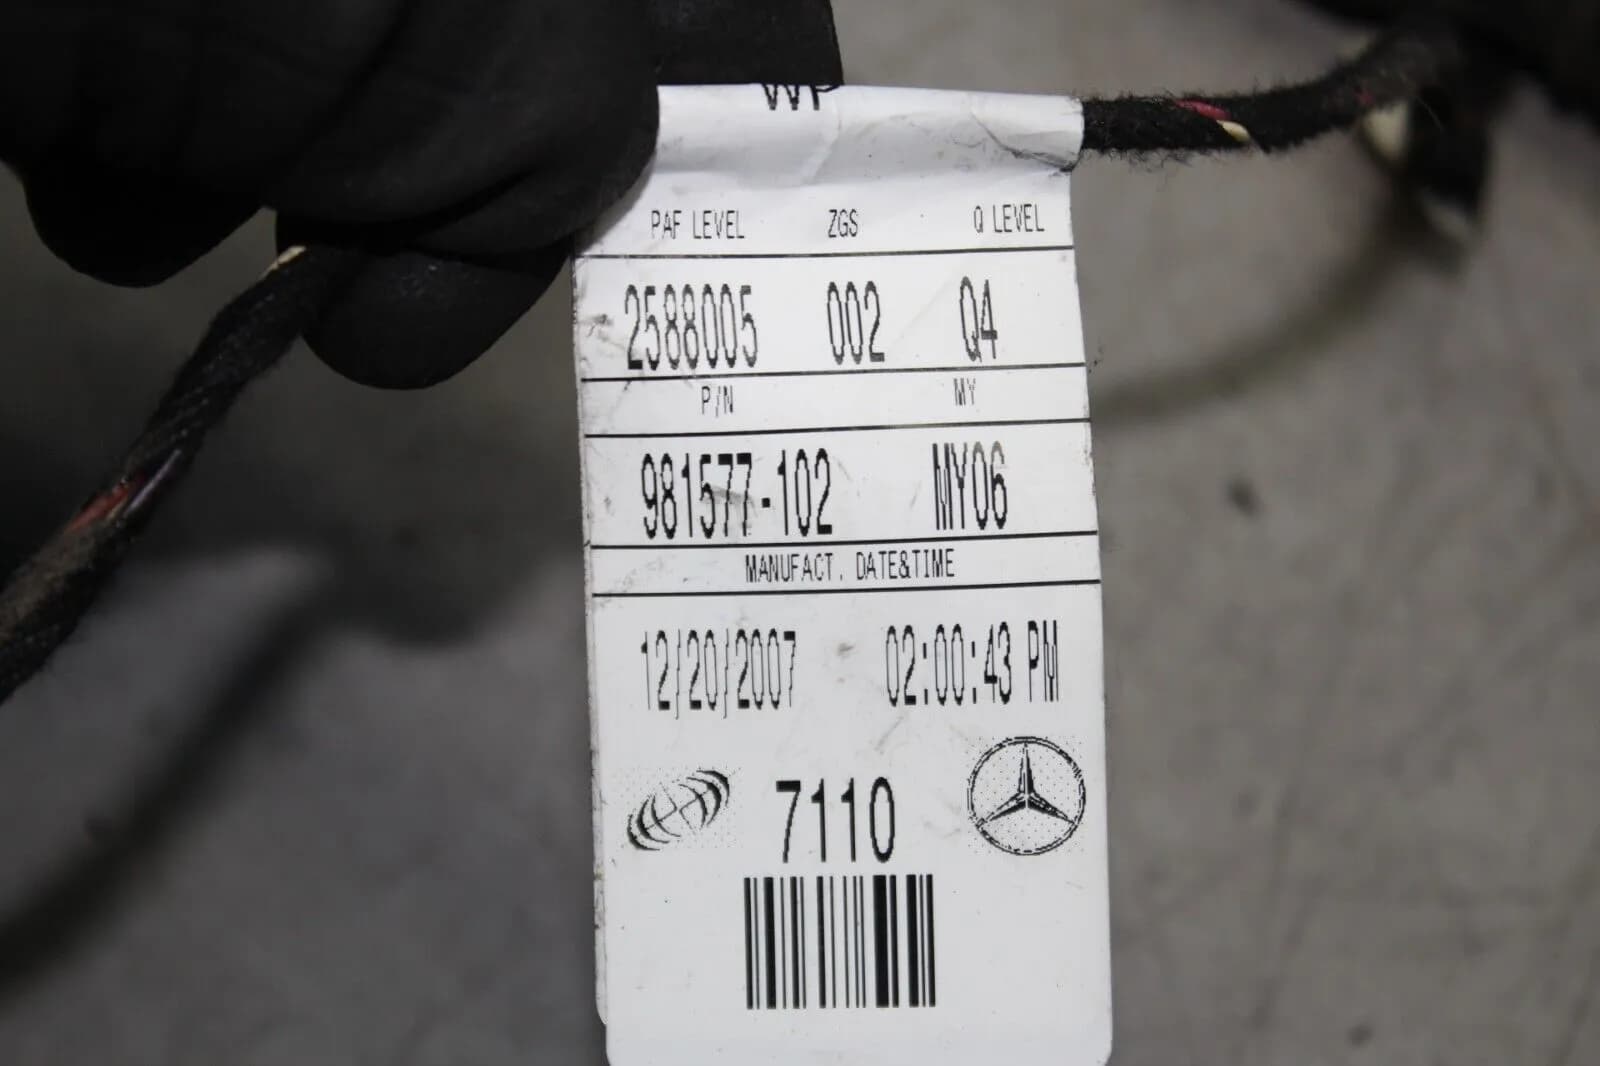 WP
PAF LEVEL ZGS Q LEVEL
2588005 002 Q4
P/N MY
981577-102 MY06
MANUFACT. DATE&TIME
12/20/2007 02:00:43 PM
7110